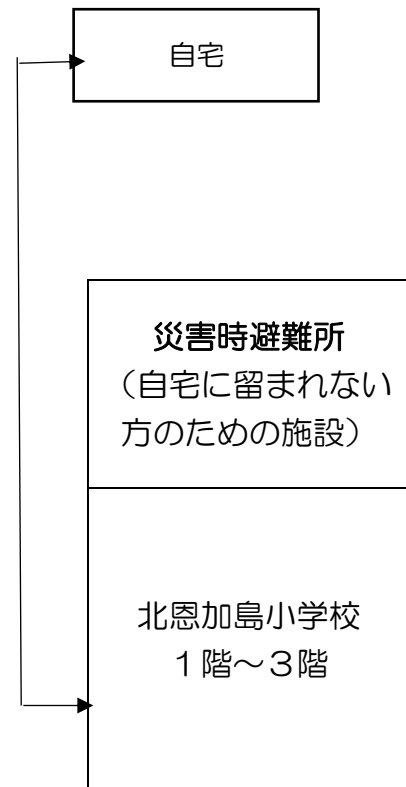 自宅
災害時避難所
（自宅に留まれない
方のための施設）
北恩加島小学校
１階～３階